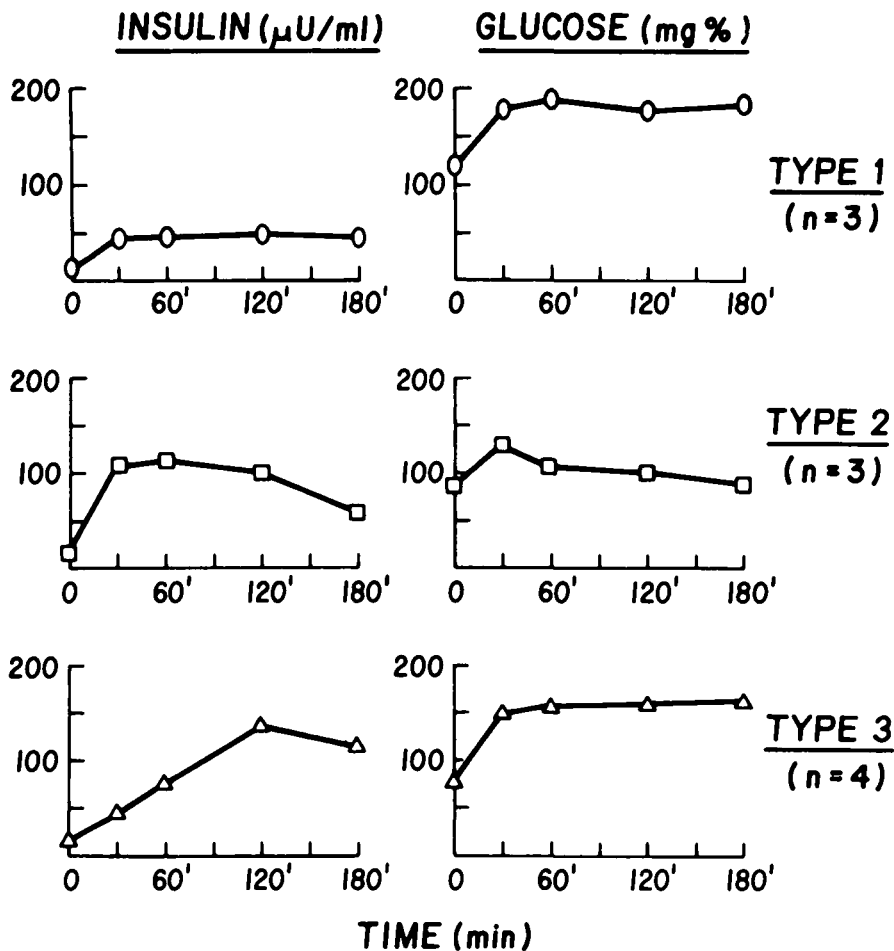 INSULIN (μU/ml) GLUCOSE (mg %)
200 200
100 100
TYPE 1
(n=3)
0 60' 120' 180' 0 60' 120' 180'
200 200
TYPE 2
100 100
(n=3)
0 60' 120' 180' 0 60' 120' 180'
200 200
TYPE 3
100 100
(n=4)
0 60' 120' 180' 0 60' 120' 180'
TIME (min)